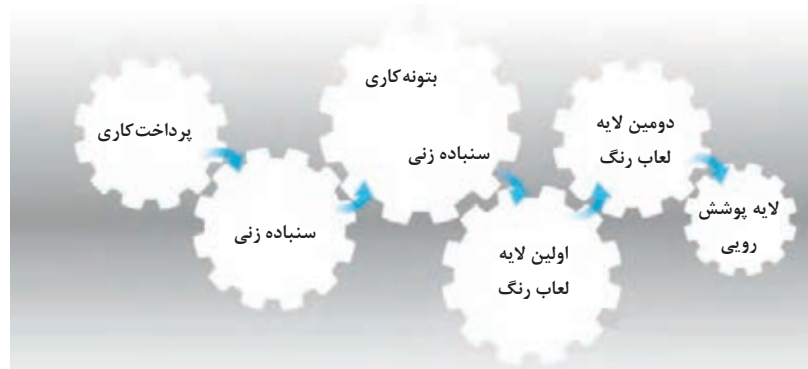 پرداخت‌کاری
سنباده زنی
بتونه‌کاری
سنباده زنی
اولین لایه
لعاب رنگ
دومین لایه
لعاب رنگ
لایه پوشش
رویی